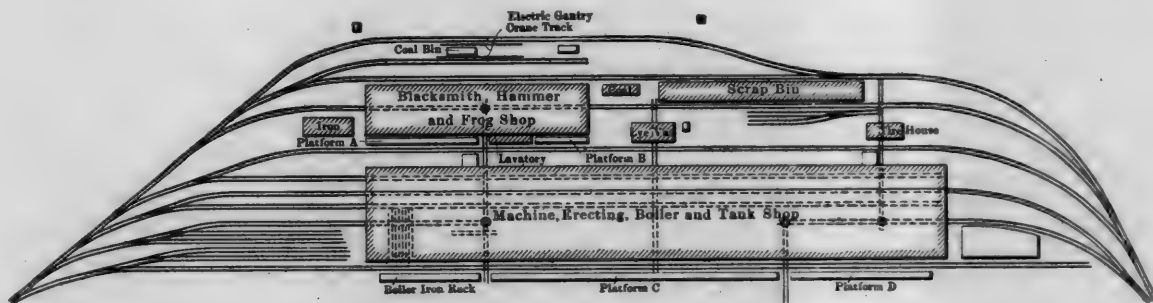 Electric Gantry
Crane Track
Coal Bin
Blacksmith, Hammer
and Frog Shop
Scrap Bin
House
Platform A
Lavatory
Platform B
Machine, Erecting, Boiler and Tank Shop
Boiler Iron Rack
Platform C
Platform D